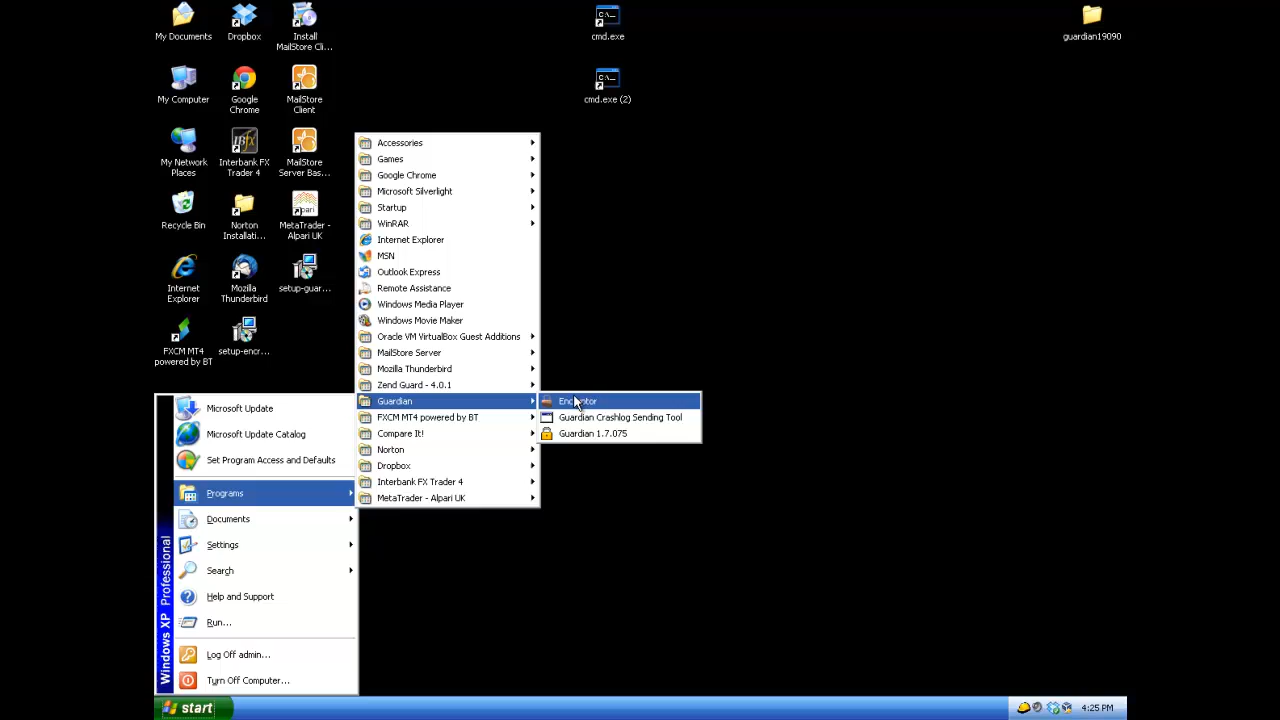 My Documents
Dropbox
Install
MailStore Cli...
cmd.exe
guardian19090
My Computer
Google
Chrome
MailStore
Client
cmd.exe (2)
My Network
Places
Interbank FX
Trader 4
MailStore
Server Bas...
Recycle Bin
Norton
Installati...
MetaTrader -
Alpari UK
Internet
Explorer
Mozilla
Thunderbird
setup-guar...
FXCM MT4
powered by BT
setup-encr...
Accessories
Games
Google Chrome
Microsoft Silverlight
Startup
WinRAR
Internet Explorer
MSN
Outlook Express
Remote Assistance
Windows Media Player
Windows Movie Maker
Oracle VM VirtualBox Guest Additions
MailStore Server
Mozilla Thunderbird
Zend Guard - 4.0.1
Guardian
FXCM MT4 powered by BT
Compare It!
Norton
Dropbox
Interbank FX Trader 4
MetaTrader - Alpari UK
Guardian Crashlog Sending Tool
Guardian 1.7.075
Microsoft Update
Microsoft Update Catalog
Set Program Access and Defaults
Programs
Documents
Settings
Search
Help and Support
Run...
Log Off admin...
Turn Off Computer...
Windows XP Professional
start
4:25 PM